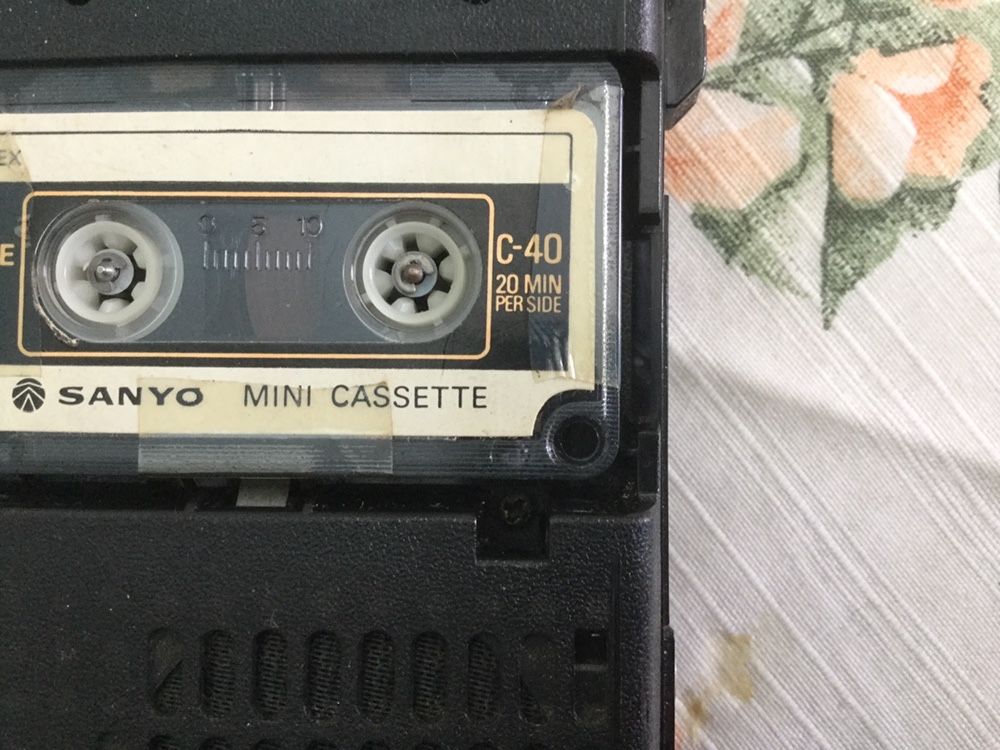 EX
0 5 10
E
C-40
20 MIN
PER SIDE
SANYO MINI CASSETTE